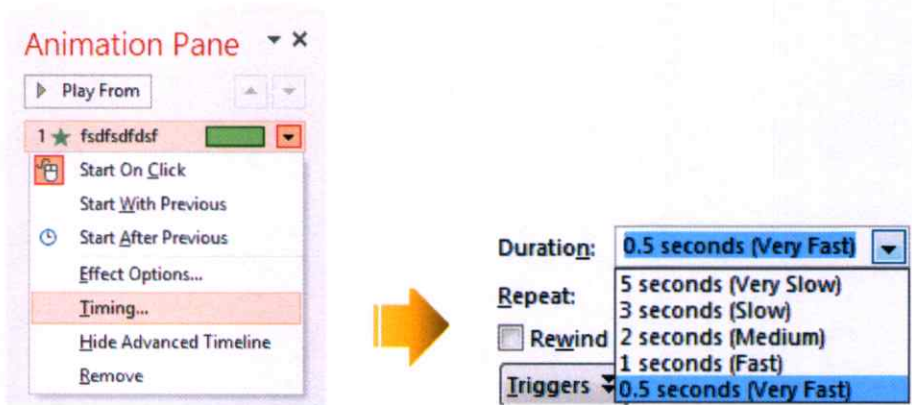 Animation Pane
Play From
1 fsdfsdfdsf
Start On Click
Start With Previous
Start After Previous
Effect Options...
Timing...
Hide Advanced Timeline
Remove
Duration: 0.5 seconds (Very Fast)
Repeat:
Rewind
Triggers
5 seconds (Very Slow)
3 seconds (Slow)
2 seconds (Medium)
1 seconds (Fast)
0.5 seconds (Very Fast)